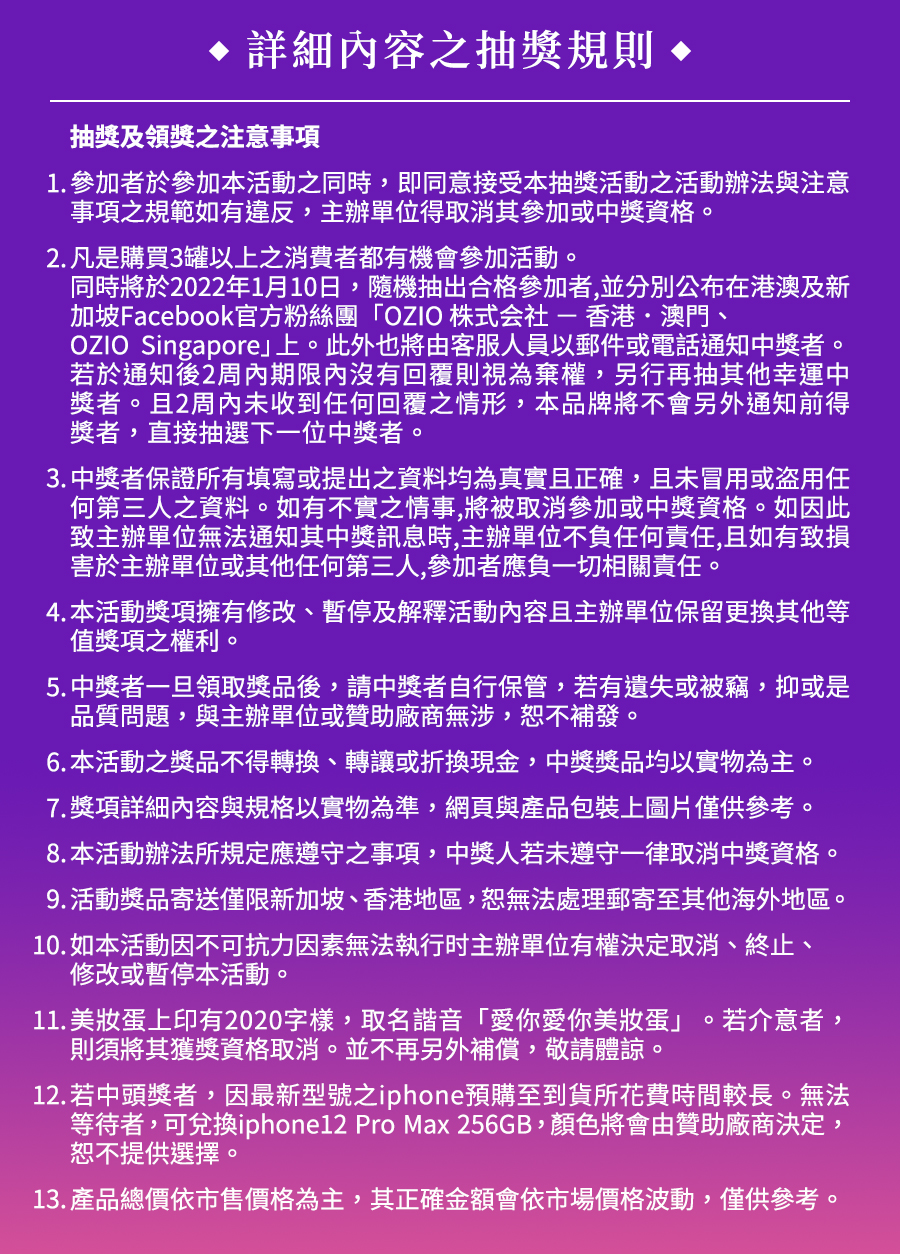 ◆ 詳細內容之抽獎規則 ◆
抽獎及領獎之注意事項
1. 參加者於參加本活動之同時，即同意接受本抽獎活動之活動辦法與注意
事項之規範如有違反，主辦單位得取消其參加或中獎資格。
2. 凡是購買3罐以上之消費者都有機會參加活動。
同時將於2022年1月10日，隨機抽出合格參加者,並分別公布在港澳及新
加坡Facebook官方粉絲團「OZIO 株式会社 － 香港．澳門、
OZIO Singapore」上。此外也將由客服人員以郵件或電話通知中獎者。
若於通知後2周內期限內沒有回覆則視為棄權，另行再抽其他幸運中
獎者。且2周內未收到任何回覆之情形，本品牌將不會另外通知前得
獎者，直接抽選下一位中獎者。
3. 中獎者保證所有填寫或提出之資料均為真實且正確，且未冒用或盜用任
何第三人之資料。如有不實之情事,將被取消參加或中獎資格。如因此
致主辦單位無法通知其中獎訊息時,主辦單位不負任何責任,且如有致損
害於主辦單位或其他任何第三人,參加者應負一切相關責任。
4. 本活動獎項擁有修改、暫停及解釋活動內容且主辦單位保留更換其他等
值獎項之權利。
5. 中獎者一旦領取獎品後，請中獎者自行保管，若有遺失或被竊，抑或是
品質問題，與主辦單位或贊助廠商無涉，恕不補發。
6. 本活動之獎品不得轉換、轉讓或折換現金，中獎獎品均以實物為主。
7. 獎項詳細內容與規格以實物為準，網頁與產品包裝上圖片僅供參考。
8. 本活動辦法所規定應遵守之事項，中獎人若未遵守一律取消中獎資格。
9. 活動獎品寄送僅限新加坡、香港地區，恕無法處理郵寄至其他海外地區。
10. 如本活動因不可抗力因素無法執行时主辦單位有權決定取消、終止、
修改或暫停本活動。
11. 美妝蛋上印有2020字樣，取名諧音「愛你愛你美妝蛋」。若介意者，
則須將其獲獎資格取消。並不再另外補償，敬請體諒。
12. 若中頭獎者，因最新型號之iphone預購至到貨所花費時間較長。無法
等待者，可兌換iphone12 Pro Max 256GB，顏色將會由贊助廠商決定，
恕不提供選擇。
13. 產品總價依市售價格為主，其正確金額會依市場價格波動，僅供參考。